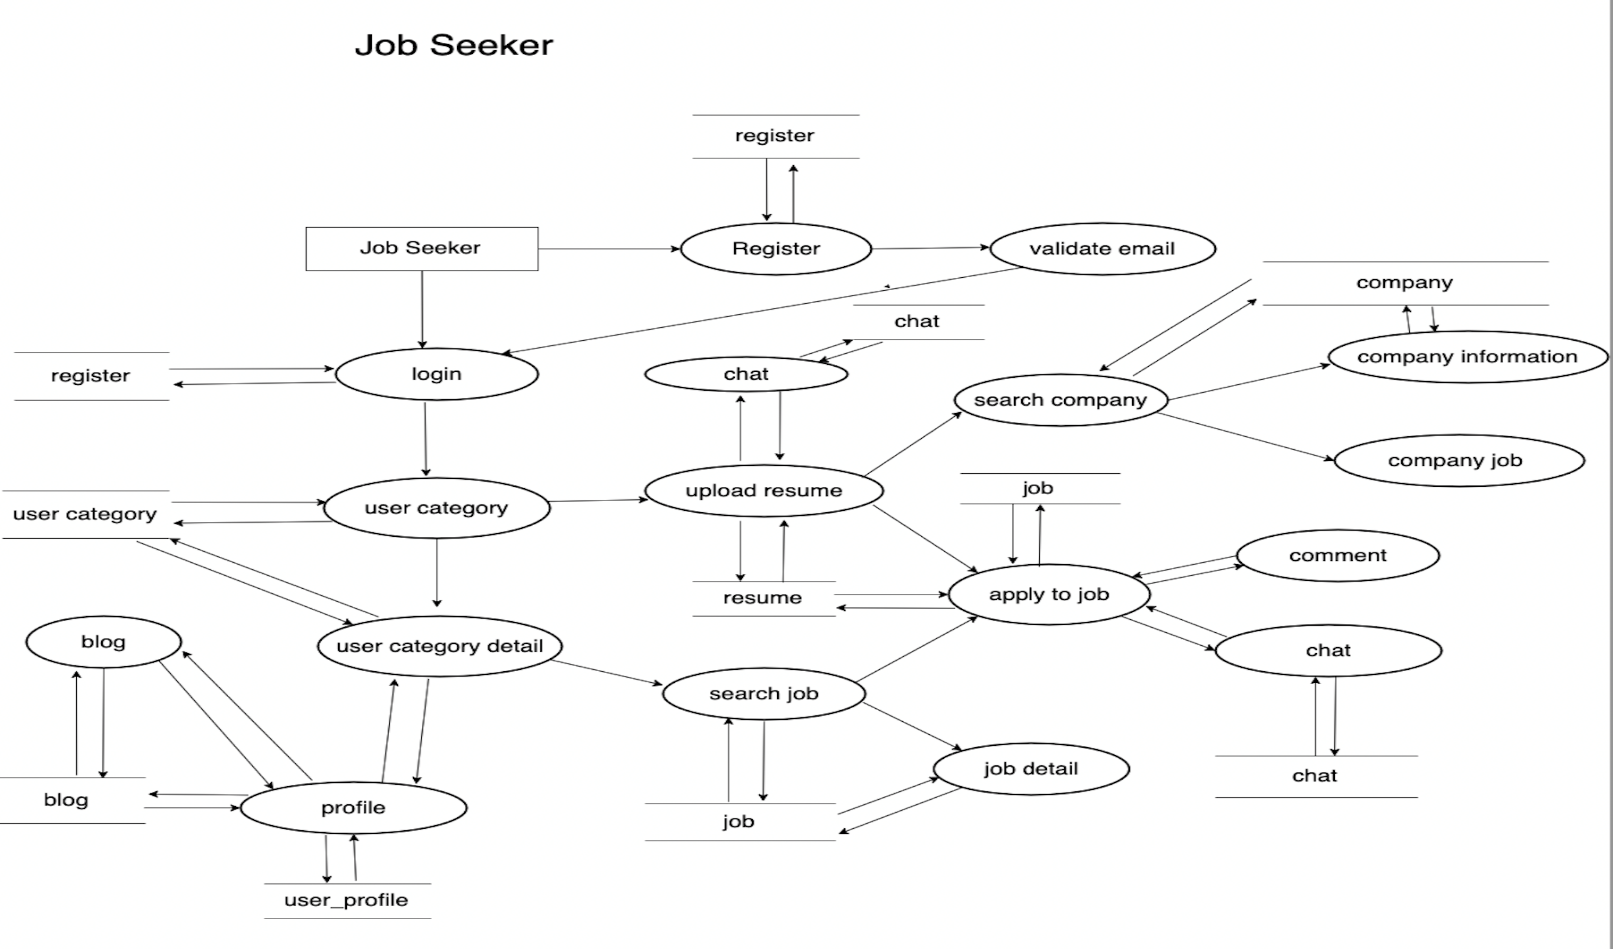 Job Seeker
register
Job Seeker
Register
validate email
company
chat
company information
register
login
chat
search company
company job
upload resume
job
user category
user category
comment
resume
apply to job
blog
user category detail
chat
search job
job detail
chat
blog
profile
job
user_profile